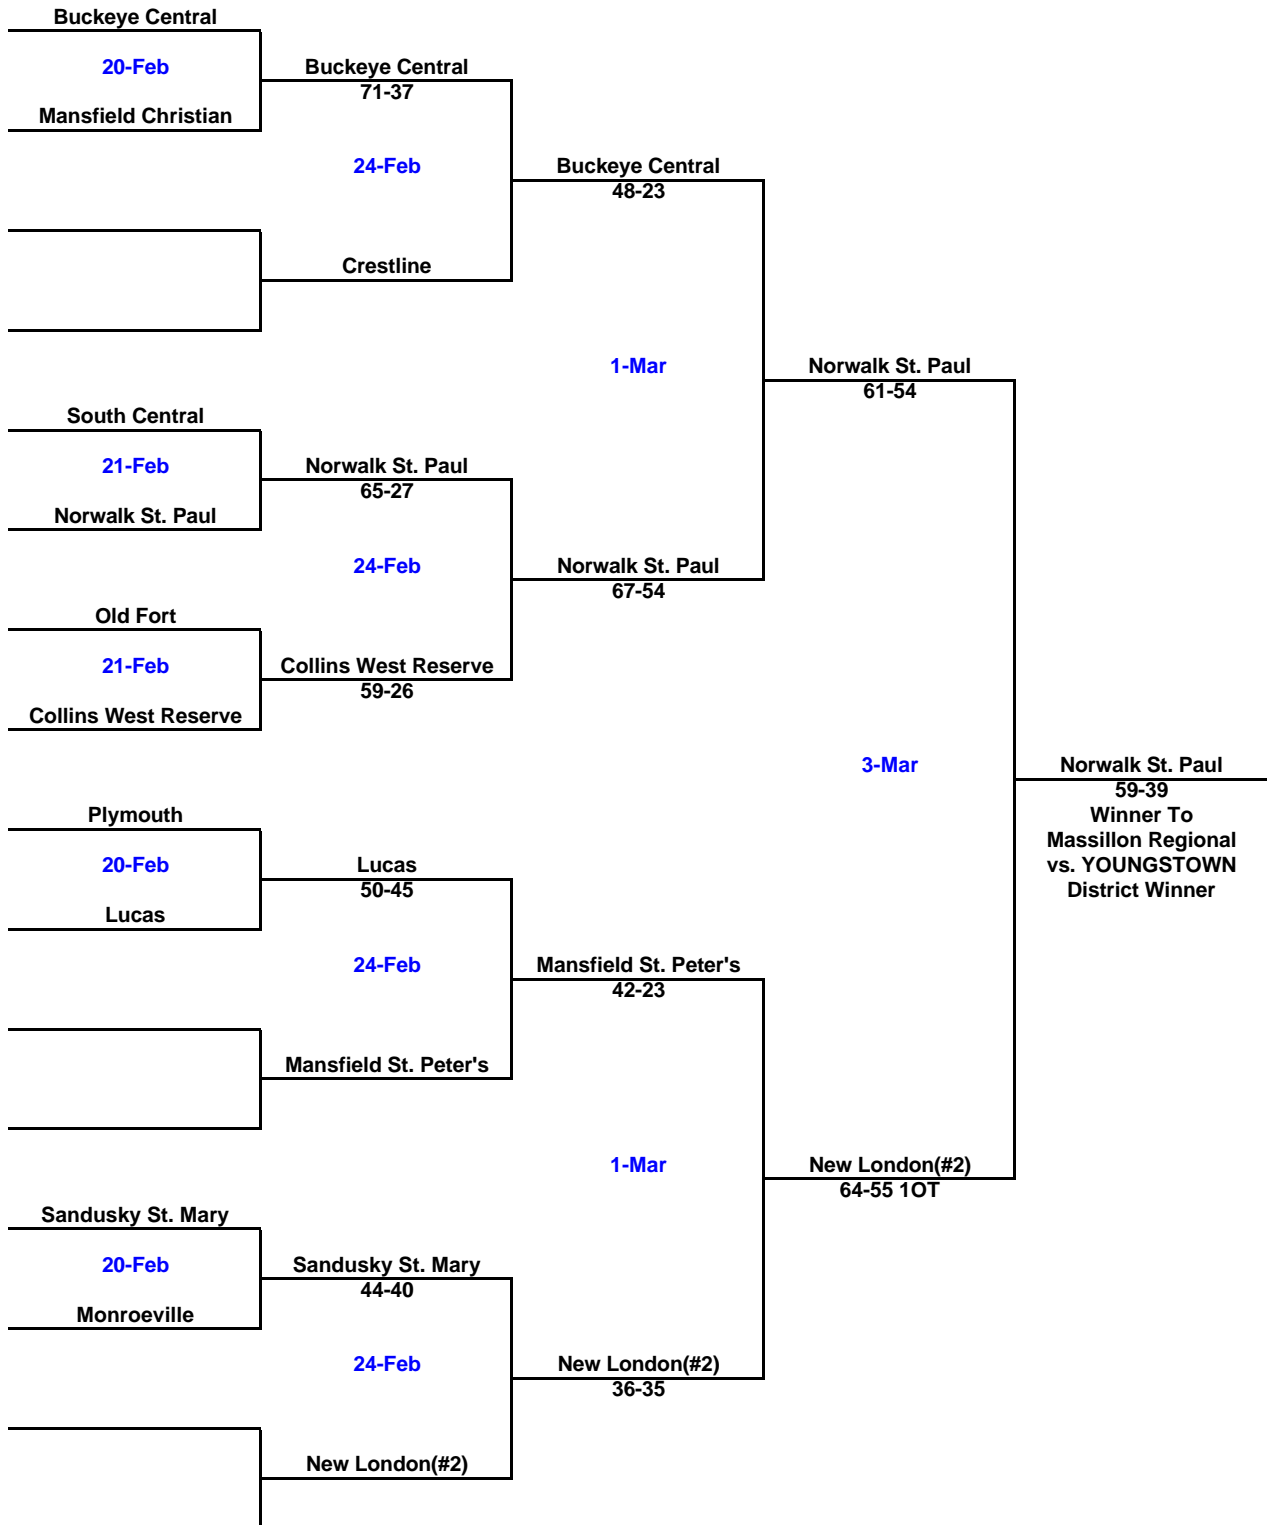 Buckeye Central
20-Feb
Mansfield Christian
Buckeye Central
71-37
24-Feb
Crestline
Buckeye Central
48-23
1-Mar
South Central
21-Feb
Norwalk St. Paul
Norwalk St. Paul
65-27
24-Feb
Old Fort
21-Feb
Collins West Reserve
Collins West Reserve
59-26
Norwalk St. Paul
67-54
Norwalk St. Paul
61-54
3-Mar
Plymouth
20-Feb
Lucas
Lucas
50-45
24-Feb
Mansfield St. Peter's
Mansfield St. Peter's
42-23
1-Mar
Sandusky St. Mary
20-Feb
Monroeville
Sandusky St. Mary
44-40
24-Feb
New London(#2)
New London(#2)
36-35
New London(#2)
64-55 1OT
Norwalk St. Paul
59-39
Winner To
Massillon Regional
vs. YOUNGSTOWN
District Winner